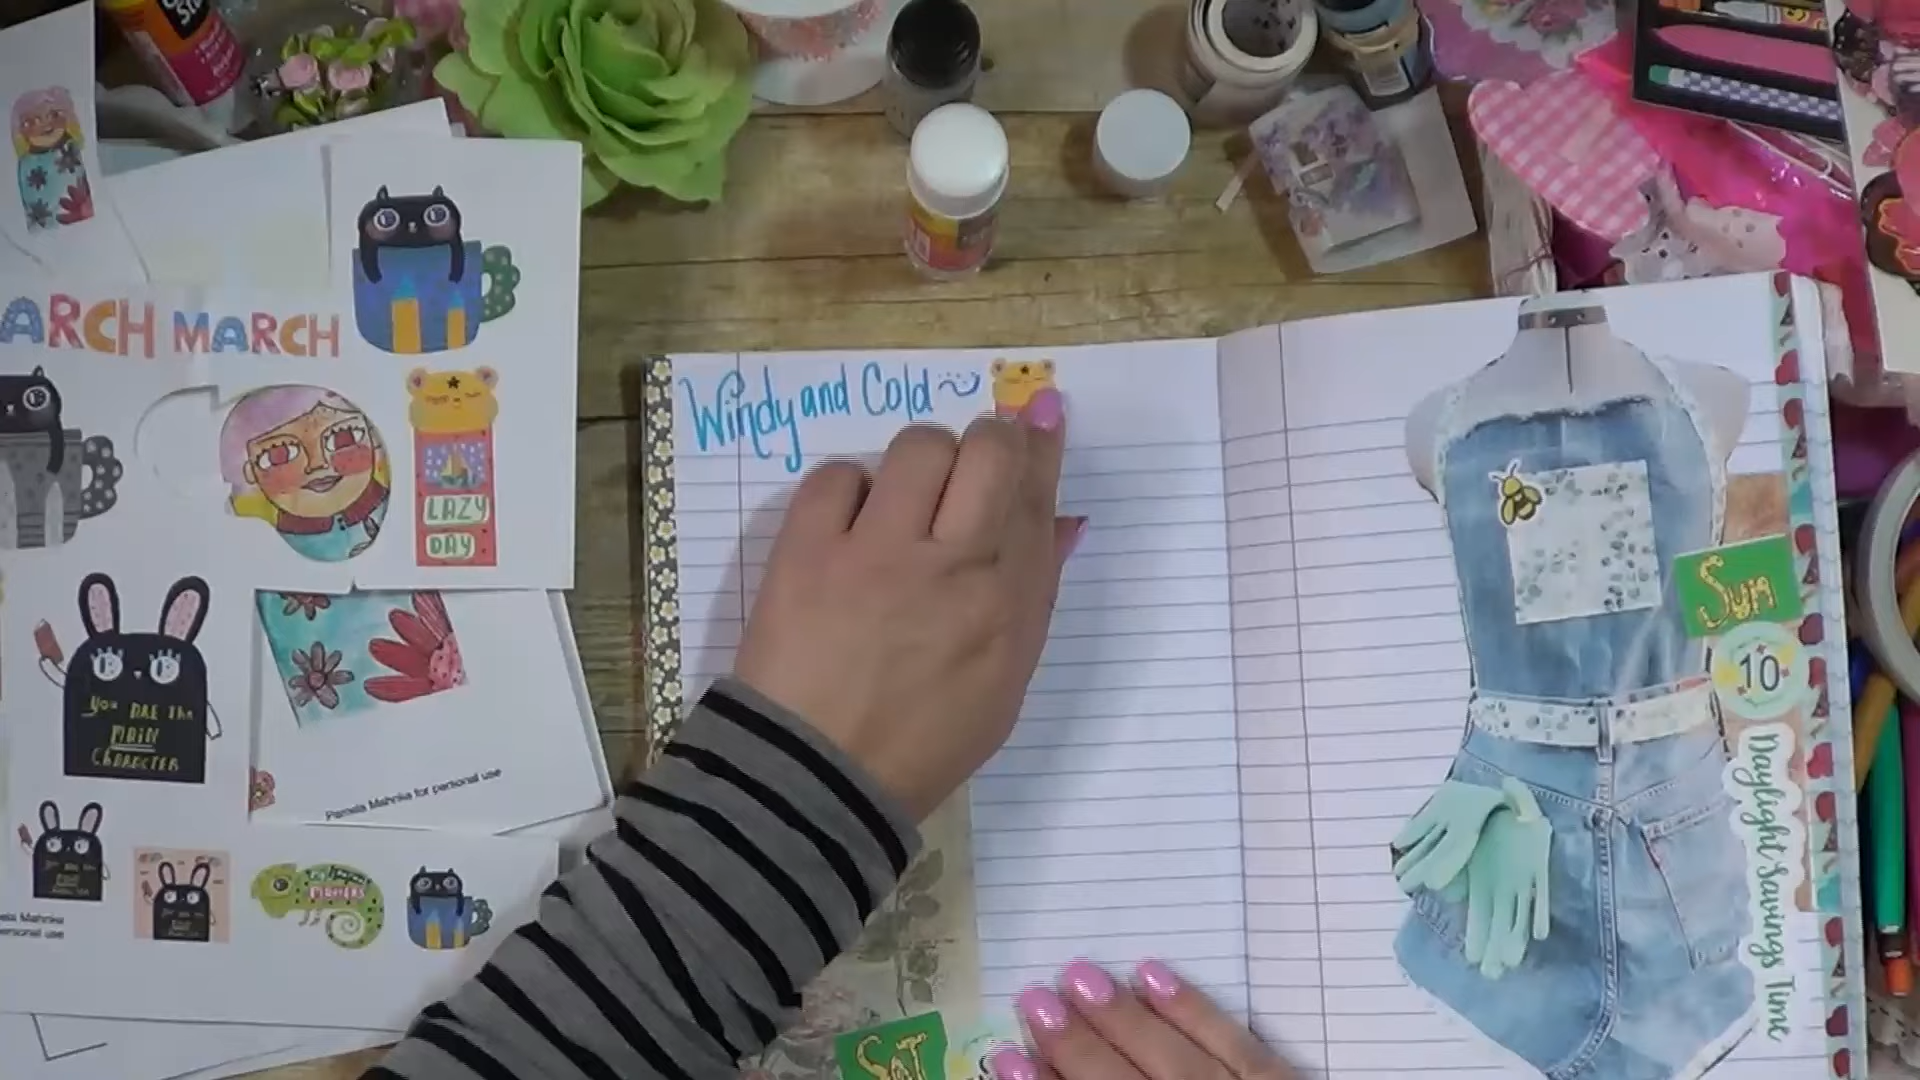 ARCH MARCH
LAZY
DAY
You ARE The
MAIN
CHARACTER
Pamela Mahnke for personal use
Windy and Cold
Sun
10
Daylight Savings Time
SAT